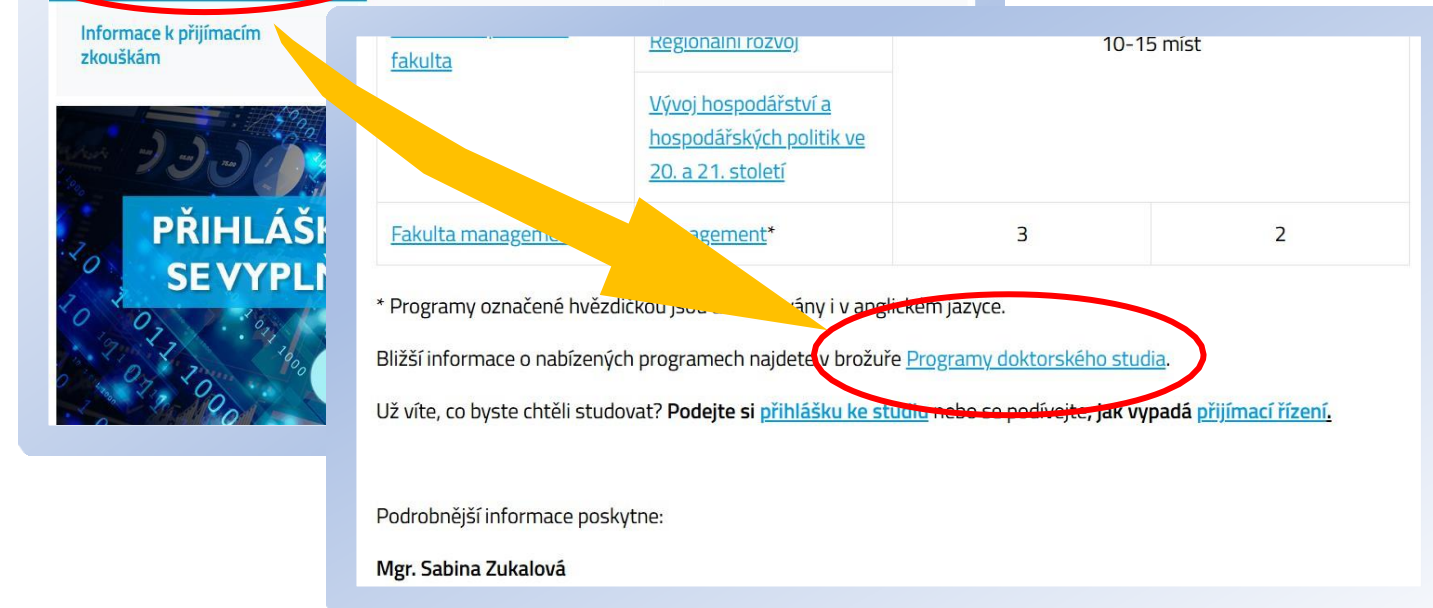 Informace k přijímacím
zkouškám
PŘIHLÁŠK
SE VYPLŇ
fakulta
Regionální rozvoj
10-15 míst
Vývoj hospodářství a
hospodářských politik ve
20. a 21. století
Fakulta managem
agement*
3
2
* Programy označené hvězdičkou jsou vány i v anglickém jazyce.
Bližší informace o nabízených programech najdete v brožuře Programy doktorského studia.
Už víte, co byste chtěli studovat? Podejte si přihlášku ke studiu nebo se podívejte, jak vypadá přijímací řízení.
Podrobnější informace poskytne:
Mgr. Sabina Zukalová